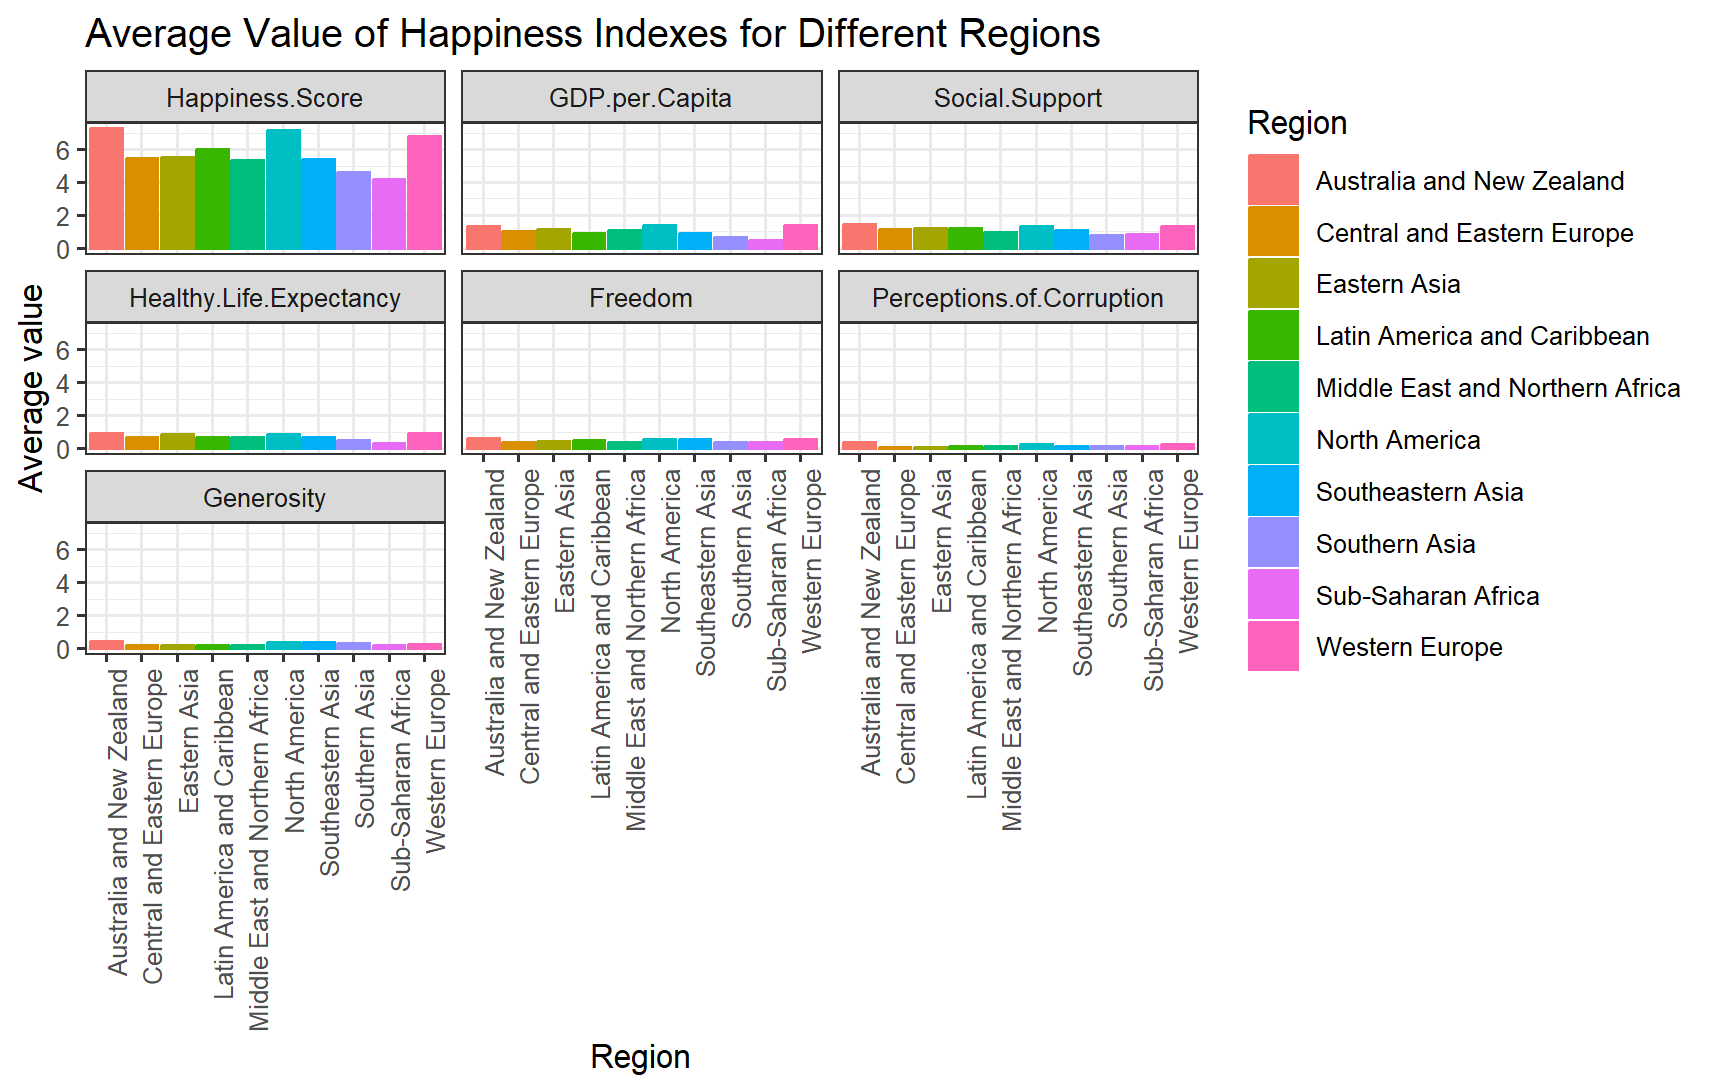 Average Value of Happiness Indexes for Different Regions
Happiness.Score
GDP.per.Capita
Social.Support
6
4
2
0
Healthy.Life.Expectancy
Freedom
Perceptions.of.Corruption
6
4
2
0
Generosity
6
4
2
0
Average value
Australia and New Zealand
Central and Eastern Europe
Eastern Asia
Latin America and Caribbean
Middle East and Northern Africa
North America
Southeastern Asia
Southern Asia
Sub-Saharan Africa
Western Europe
Australia and New Zealand
Central and Eastern Europe
Eastern Asia
Latin America and Caribbean
Middle East and Northern Africa
North America
Southeastern Asia
Southern Asia
Sub-Saharan Africa
Western Europe
Australia and New Zealand
Central and Eastern Europe
Eastern Asia
Latin America and Caribbean
Middle East and Northern Africa
North America
Southeastern Asia
Southern Asia
Sub-Saharan Africa
Western Europe
Region
Region
Australia and New Zealand
Central and Eastern Europe
Eastern Asia
Latin America and Caribbean
Middle East and Northern Africa
North America
Southeastern Asia
Southern Asia
Sub-Saharan Africa
Western Europe